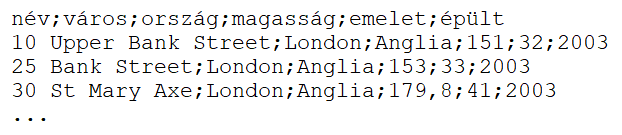 név;város;ország;magasság;emelet;épült
10 Upper Bank Street;London;Anglia;151;32;2003
25 Bank Street;London;Anglia;153;33;2003
30 St Mary Axe;London;Anglia;179,8;41;2003
...